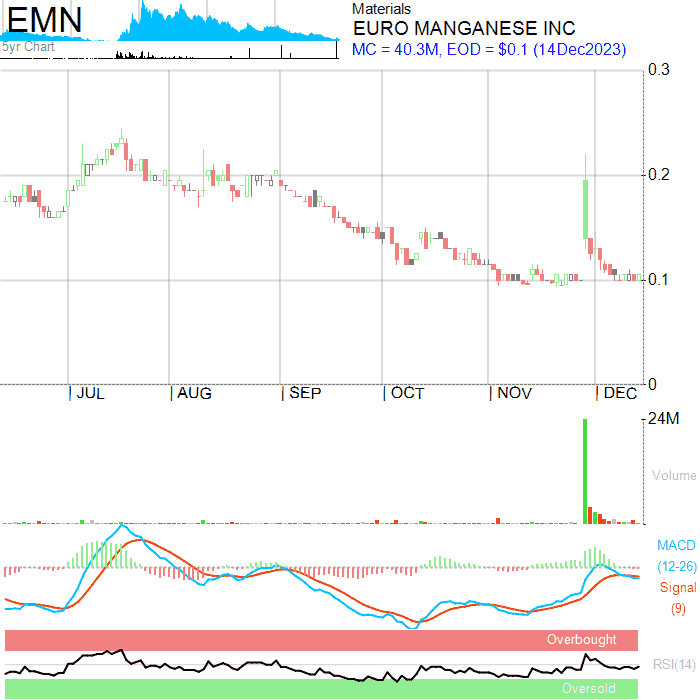 EMN
5yr Chart
Materials
EURO MANGANESE INC
MC = 40.3M, EOD = $0.1 (14Dec2023)
0.3
0.2
0.1
0
JUL AUG SEP OCT NOV DEC
24M
Volume
MACD
(12-26)
Signal
(9)
Overbought
RSI(14)
Oversold